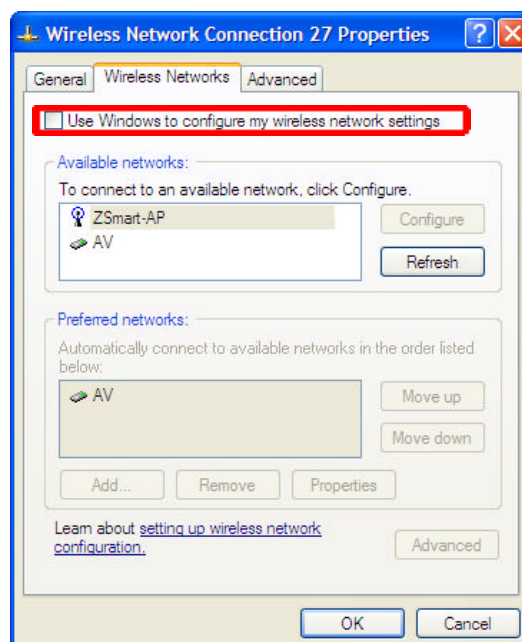 Wireless Network Connection 27 Properties
General
Wireless Networks
Advanced
Use Windows to configure my wireless network settings
Available networks:
To connect to an available network, click Configure.
ZSmart-AP
AV
Configure
Refresh
Preferred networks:
Automatically connect to available networks in the order listed
below:
AV
Move up
Move down
Add...
Remove
Properties
Learn about setting up wireless network
configuration.
Advanced
OK
Cancel